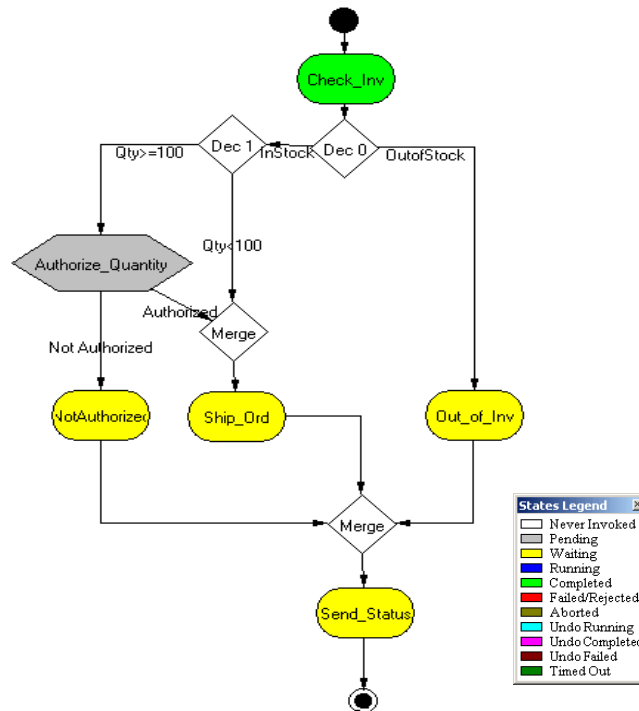 Check_Inv
Dec 1
InStock
Dec 0
OutofStock
Qty>=100
Qty<100
Authorize_Quantity
Authorized
Merge
Not Authorized
NotAuthorized
Ship_Ord
Out_of_Inv
Merge
Send_Status
States Legend
Never Invoked
Pending
Waiting
Running
Completed
Failed/Rejected
Aborted
Undo Running
Undo Completed
Undo Failed
Timed Out